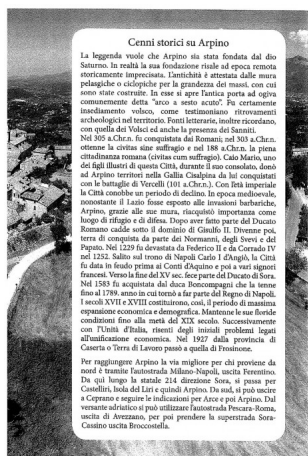 Cenni storici su Arpino
La leggenda vuole che Arpino sia stata fondata dal dio
Saturno. In realtà la sua fondazione risale ad epoca remota
storicamente imprecisata. L'antichità è attestata dalle mura
pelasgiche o ciclopiche per la grandezza dei massi, con cui
sono state costruite. In esse si apre l'antica porta ad ogiva
comunemente detta "arco a sesto acuto". Fu certamente
insediamento volsco, come testimoniano ritrovamenti
archeologici nel territorio. Fonti letterarie, inoltre ricordano,
con quella dei Volsci ed anche la presenza dei Sanniti.
Nel 305 a.Chr.n. fu conquistata dai Romani; nel 303 a.Chr.n.
ottenne la civitas sine suffragio e nel 188 a.Chr.n. la piena
cittadinanza romana (civitas cum suffragio). Caio Mario, uno
dei figli illustri di questa Città, durante il suo consolato, donò
ad Arpino territori nella Gallia Cisalpina da lui conquistati
con le battaglie di Vercelli (101 a.Chr.n.). Con l'età imperiale
la Città conobbe un periodo di declino. In epoca medioevale,
nonostante il Lazio fosse esposto alle invasioni barbariche,
Arpino, grazie alle sue mura, riacquistò importanza come
luogo di rifugio e di difesa. Dopo aver fatto parte del Ducato
Romano cadde sotto il dominio di Gisulfo II. Divenne poi,
terra di conquista da parte dei Normanni, degli Svevi e del
Papato. Nel 1229 fu devastata da Federico II e da Corrado IV
nel 1252. Salito sul trono di Napoli Carlo I d'Angiò, la Città
fu data in feudo prima ai Conti d'Aquino e poi a vari signori
francesi. Verso la fine del XV sec. fece parte del Ducato di Sora.
Nel 1583 fu acquistata dal duca Boncompagni che la tenne
fino al 1789. anno in cui tornò a far parte del Regno di Napoli.
I secoli XVII e XVIII costituirono, così, il periodo di massima
espansione economica e demografica. Mantenne le sue floride
condizioni fino alla metà del XIX secolo. Successivamente
con l'Unità d'Italia, risentì degli iniziali problemi legati
all'unificazione economica. Nel 1927 dalla provincia di
Caserta o Terra di Lavoro passò a quella di Frosinone.
Per raggiungere Arpino la via migliore per chi proviene da
nord è tramite l'autostrada Milano-Napoli, uscita Ferentino.
Da qui lungo la statale 214 direzione Sora, si passa per
Castelliri, Isola del Liri e quindi Arpino. Da sud, si può uscire
a Ceprano e seguire le indicazioni per Arce e poi Arpino. Dal
versante adriatico si può utilizzare l'autostrada Pescara-Roma,
uscita di Avezzano, per poi prendere la superstrada Sora-
Cassino uscita Broccostella.